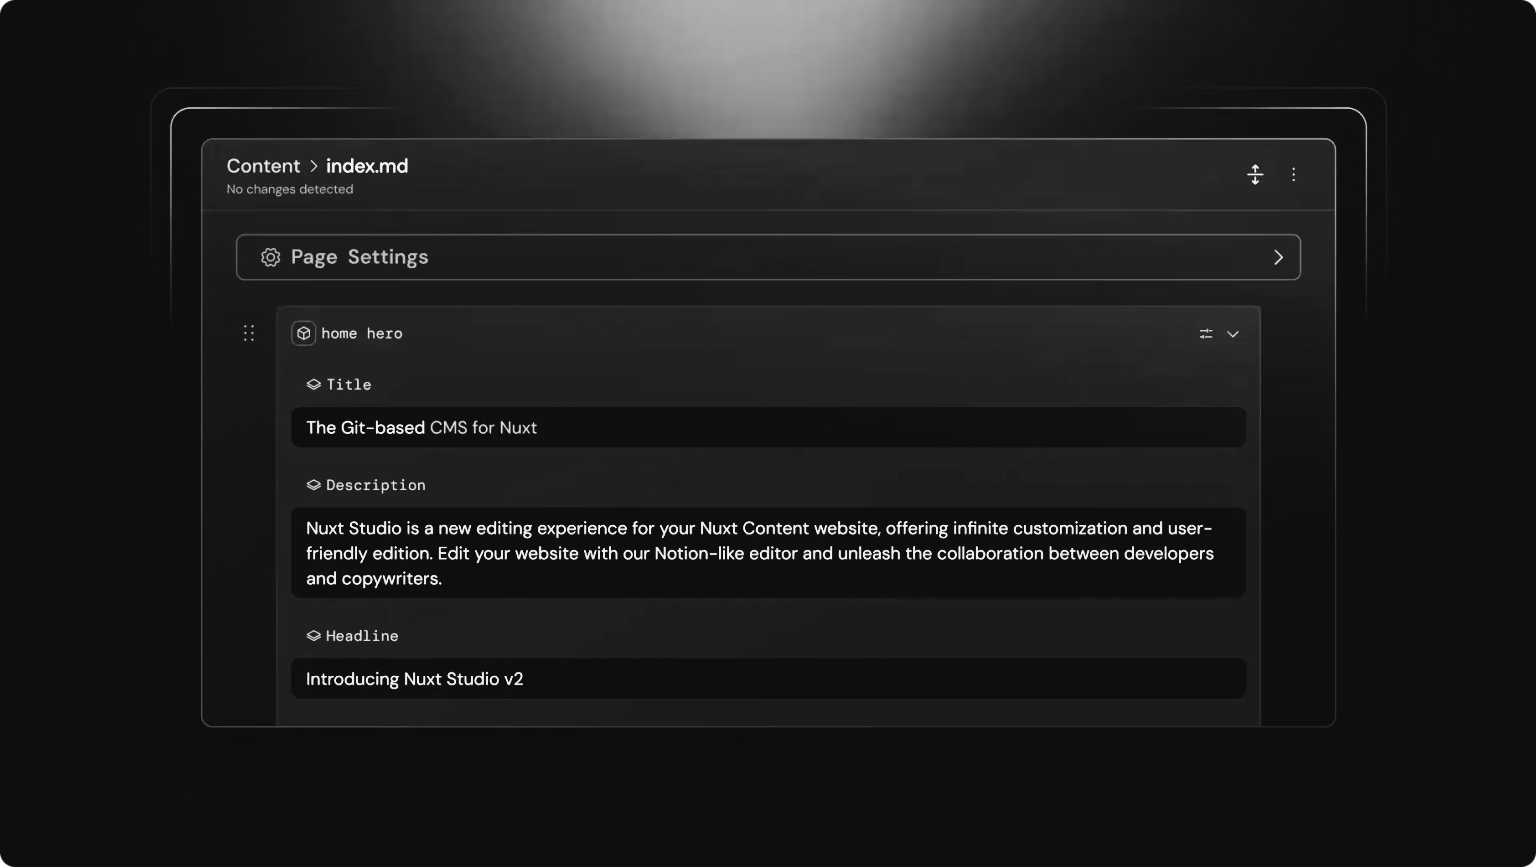 Content > index.md
No changes detected
Page Settings
home hero
Title
The Git-based CMS for Nuxt
Description
Nuxt Studio is a new editing experience for your Nuxt Content website, offering infinite customization and user-
friendly edition. Edit your website with our Notion-like editor and unleash the collaboration between developers
and copywriters.
Headline
Introducing Nuxt Studio v2